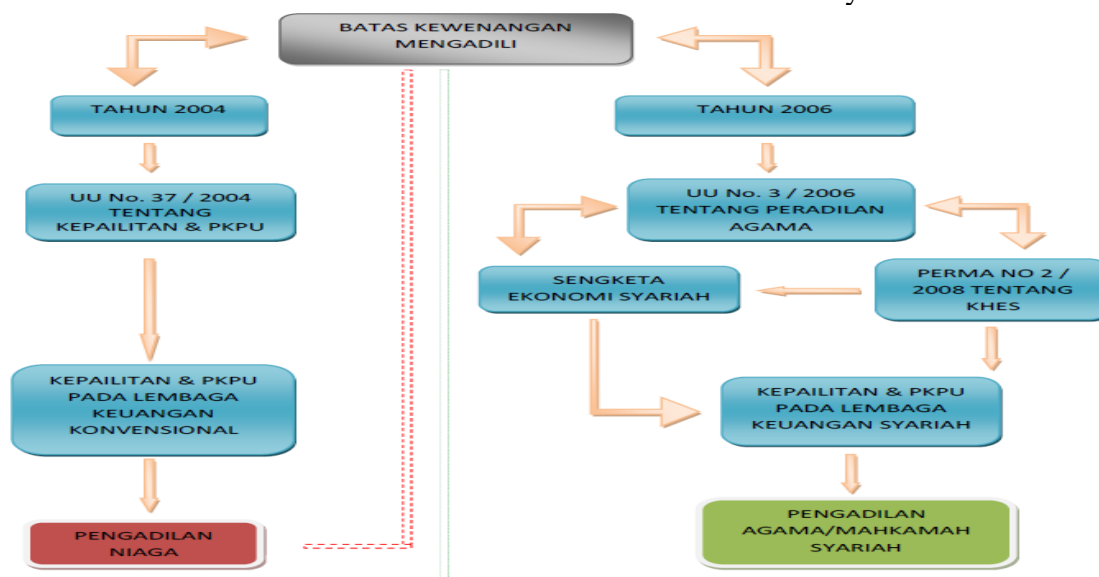 BATAS KEWENANGAN
MENGADILI
TAHUN 2004
UU No. 37 / 2004
TENTANG
KEPAILITAN & PKPU
KEPAILITAN & PKPU
PADA LEMBAGA
KEUANGAN
KONVENSIONAL
PENGADILAN
NIAGA
TAHUN 2006
UU No. 3 / 2006
TENTANG PERADILAN
AGAMA
SENGKETA
EKONOMI SYARIAH
PERMA NO 2 /
2008 TENTANG
KHES
KEPAILITAN & PKPU
PADA LEMBAGA
KEUANGAN SYARIAH
PENGADILAN
AGAMA/MAHKAMAH
SYARIAH